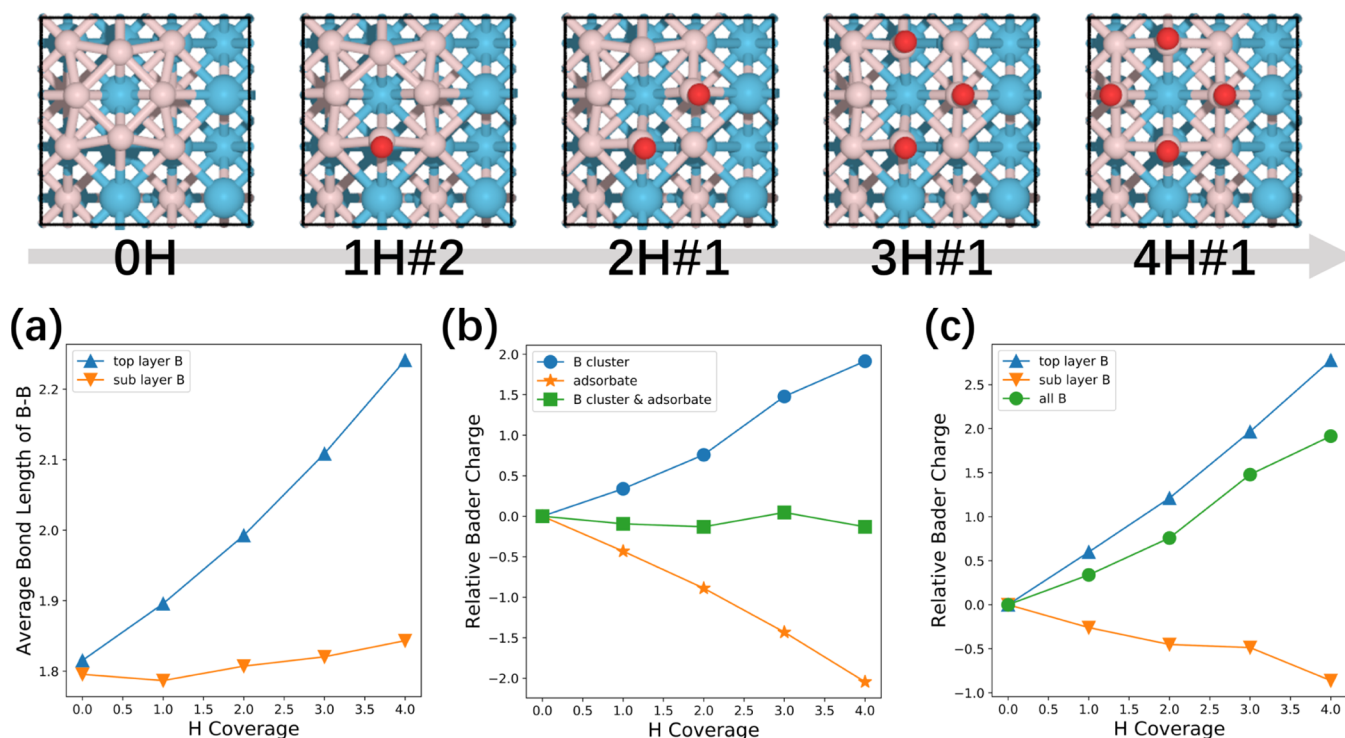 0H
1H#2
2H#1
3H#1
4H#1
(a)
(b)
(c)
top layer B
sub layer B
Average Bond Length of B-B
2.2
2.1
2.0
1.9
1.8
0.0 0.5 1.0 1.5 2.0 2.5 3.0 3.5 4.0
H Coverage
B cluster
adsorbate
B cluster & adsorbate
Relative Bader Charge
2.0
1.5
1.0
0.5
0.0
−0.5
−1.0
−1.5
−2.0
0.0 0.5 1.0 1.5 2.0 2.5 3.0 3.5 4.0
H Coverage
top layer B
sub layer B
all B
Relative Bader Charge
2.5
2.0
1.5
1.0
0.5
0.0
−0.5
−1.0
0.0 0.5 1.0 1.5 2.0 2.5 3.0 3.5 4.0
H Coverage